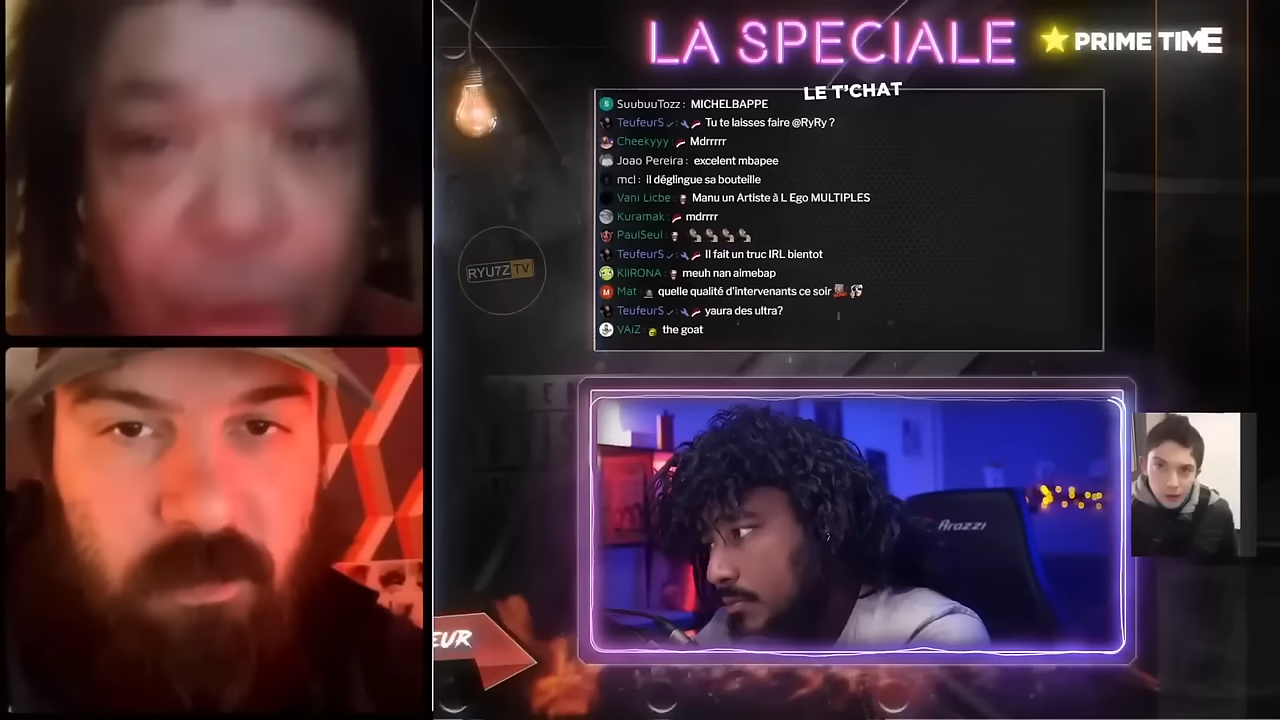 LA SPECIALE
PRIME TIME
LE T'CHAT
S SuubuuTozz : MICHELBAPPE
TeufeurS : Tu te laisses faire @RyRy ?
Cheekyyy : Mdrrrrr
Joao Pereira : excelent mbapee
mcl : il déglingue sa bouteille
Vani Licbe : Manu un Artiste à L Ego MULTIPLES
Kuramak : mdrrrr
PaulSeul :
TeufeurS : Il fait un truc IRL bientot
KIIRONA : meuh nan aimebap
M Mat : quelle qualité d'intervenants ce soir
TeufeurS : yaura des ultra?
VAiZ : the goat
RYU7Z TV
Arozzi
EUR